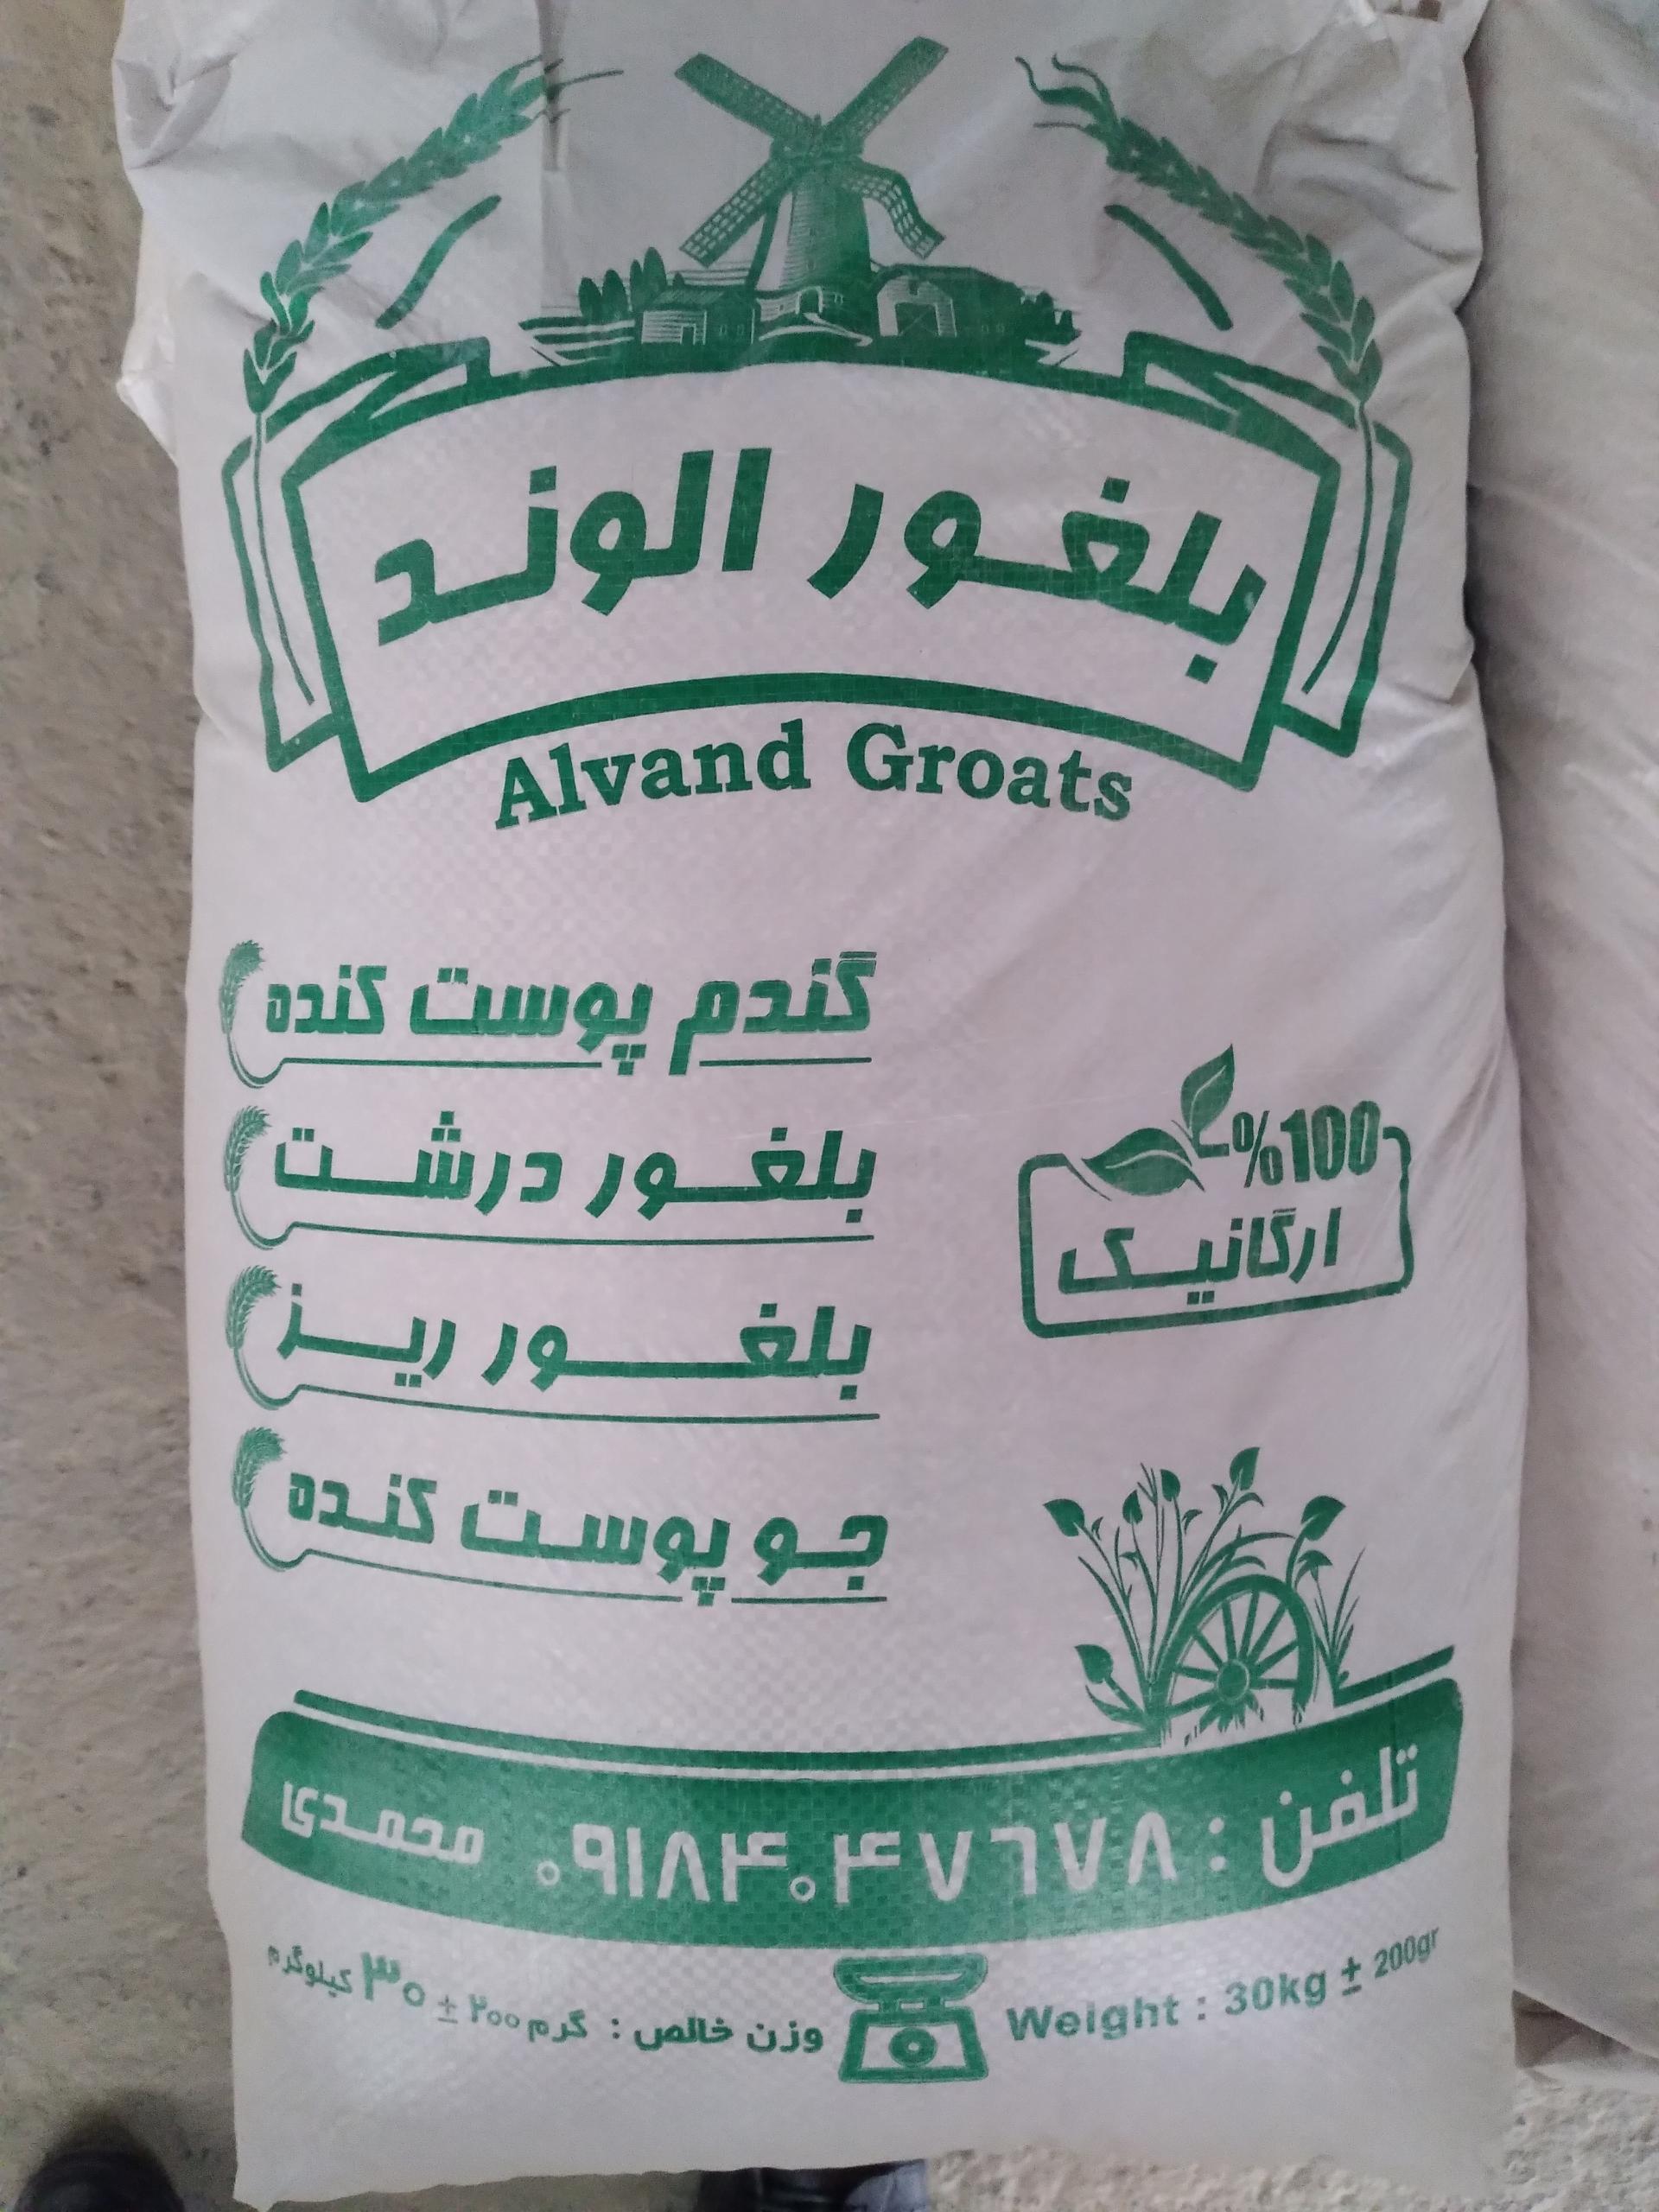 بلغور الوند
Alvand Groats
گندم پوست کنده
بلغور درشت
بلغور ریز
جو پوست کنده
%100
ارگانیک
تلفن : ۰۹۱۸۴۰۴۷۶۷۸ محمدی
وزن خالص : گرم ۲۰۰ ± ۳۰ کیلوگرم
Weight : 30kg ± 200gr